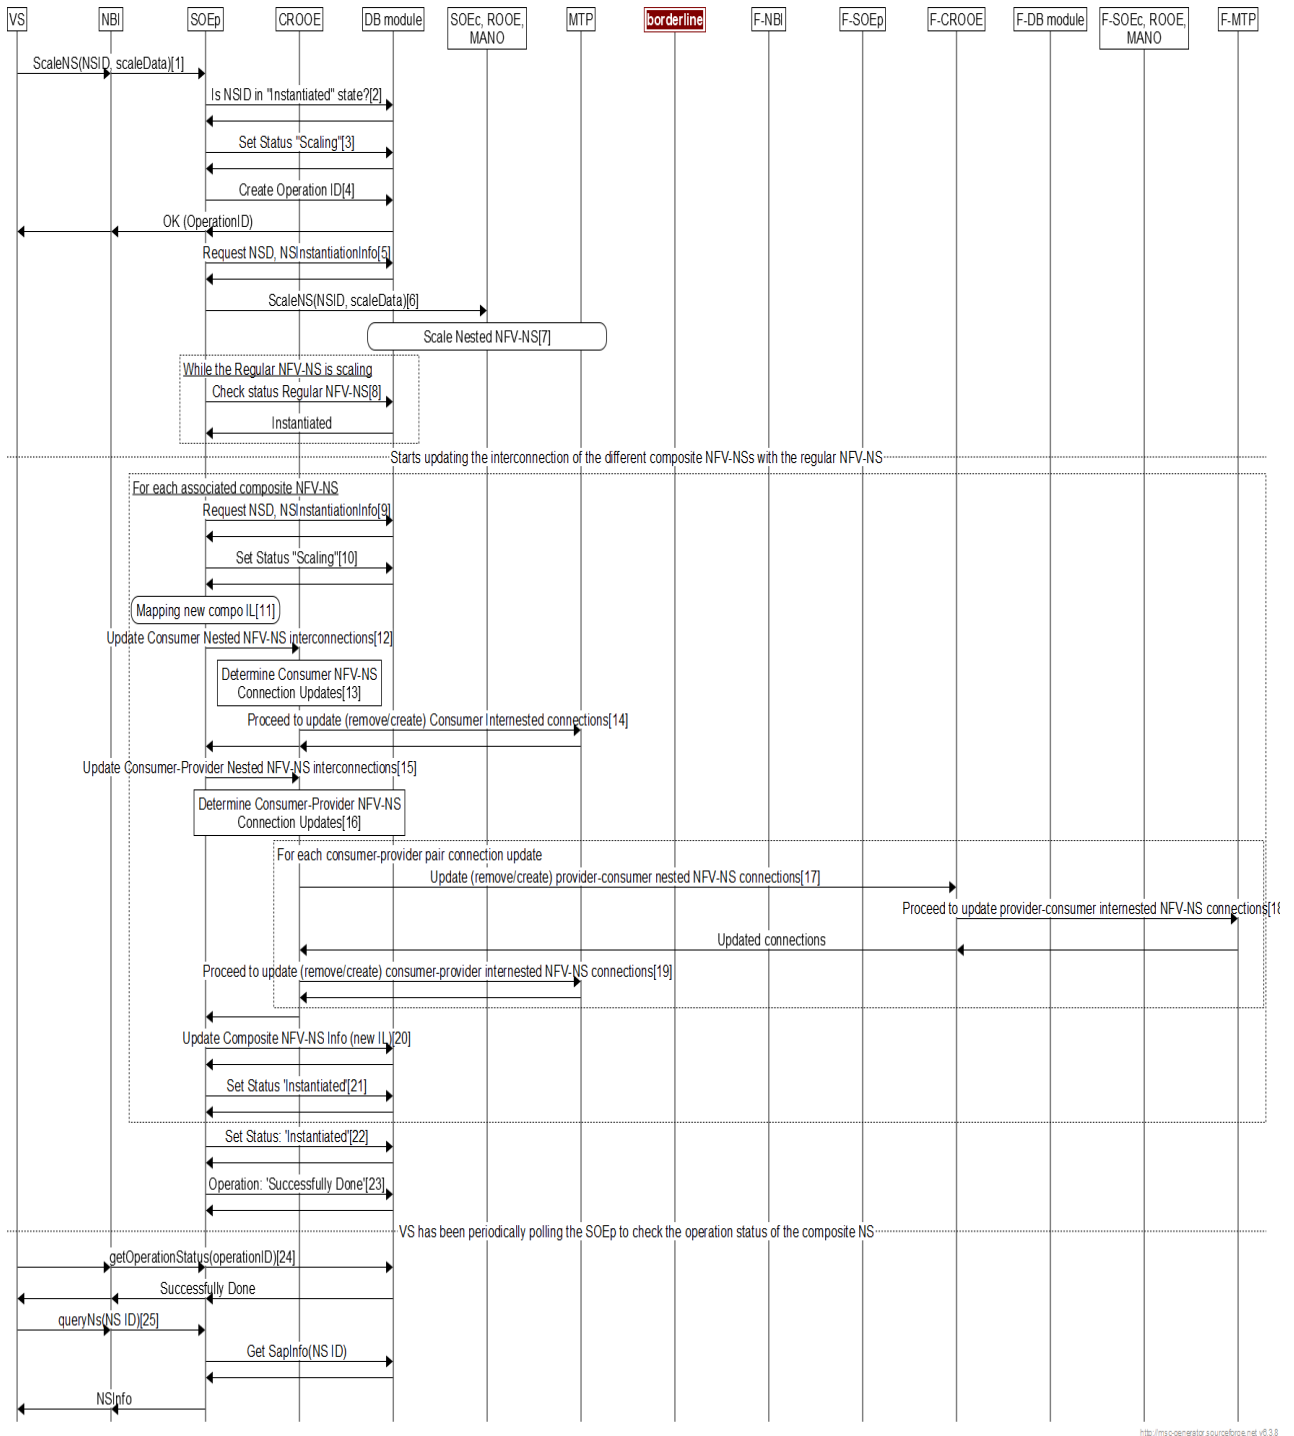 VS NBI SOEp CROOE DB module SOEc, ROOE, MTP borderline F-NBI F-SOEp F-CROOE F-DB module F-SOEc, ROOE, F-MTP
MANO MANO
ScaleNS(NSID, scaleData)[1]
Is NSID in "Instantiated" state?[2]
Set Status "Scaling"[3]
Create Operation ID[4]
OK (OperationID)
Request NSD, NSInstantiationInfo[5]
ScaleNS(NSID, scaleData)[6]
Scale Nested NFV-NS[7]
While the Regular NFV-NS is scaling
Check status Regular NFV-NS[8]
Instantiated
Starts updating the interconnection of the different composite NFV-NSs with the regular NFV-NS
For each associated composite NFV-NS
Request NSD, NSInstantiationInfo[9]
Set Status "Scaling"[10]
Mapping new compo IL[11]
Update Consumer Nested NFV-NS interconnections[12]
Determine Consumer NFV-NS
Connection Updates[13]
Proceed to update (remove/create) Consumer Internested connections[14]
Update Consumer-Provider Nested NFV-NS interconnections[15]
Determine Consumer-Provider NFV-NS
Connection Updates[16]
For each consumer-provider pair connection update
Update (remove/create) provider-consumer nested NFV-NS connections[17]
Proceed to update provider-consumer internested NFV-NS connections[18
Updated connections
Proceed to update (remove/create) consumer-provider internested NFV-NS connections[19]
Update Composite NFV-NS Info (new IL)[20]
Set Status 'Instantiated'[21]
Set Status: 'Instantiated'[22]
Operation: 'Successfully Done'[23]
VS has been periodically polling the SOEp to check the operation status of the composite NS
getOperationStatus(operationID)[24]
Successfully Done
queryNs(NS ID)[25]
Get SapInfo(NS ID)
NSInfo
http://msc-generator.sourceforge.net v6.3.8